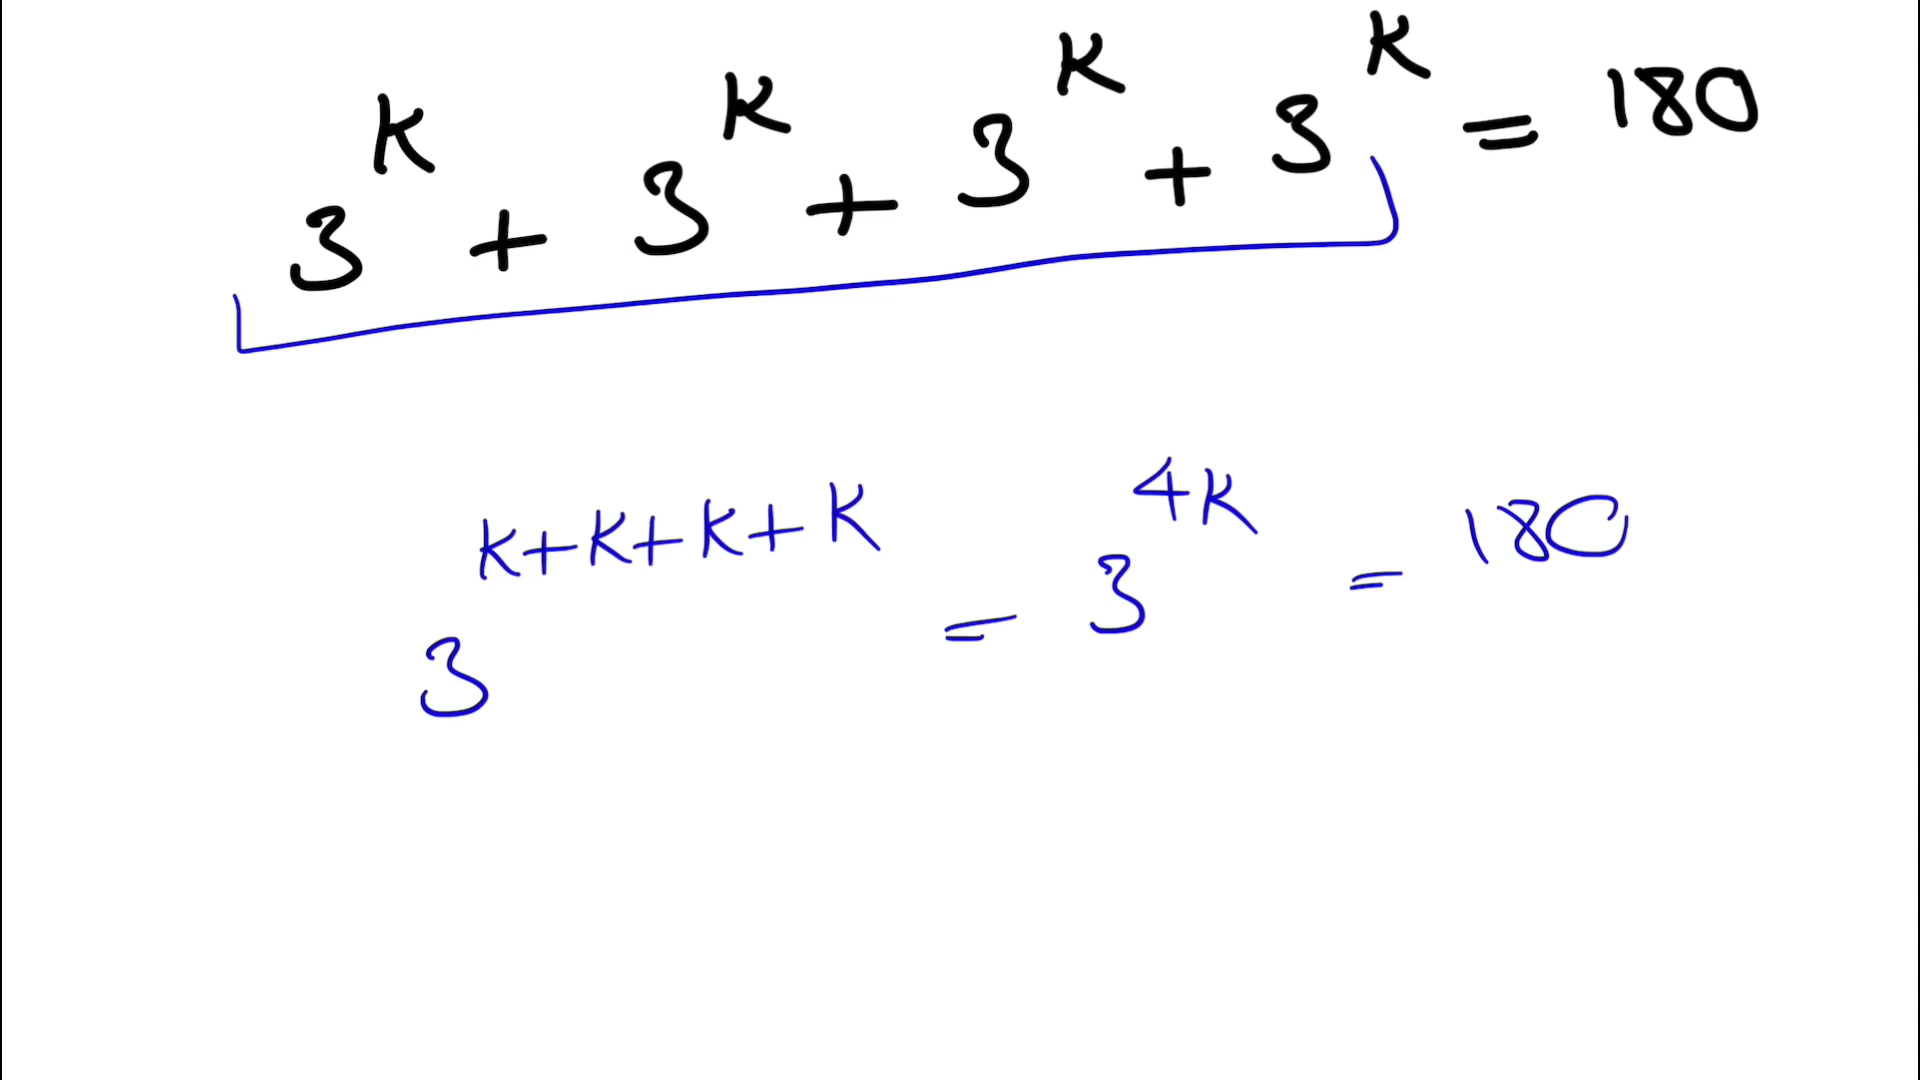 3^k + 3^k + 3^k + 3^k = 180
3^{k+k+k+k} = 3^{4k} = 180